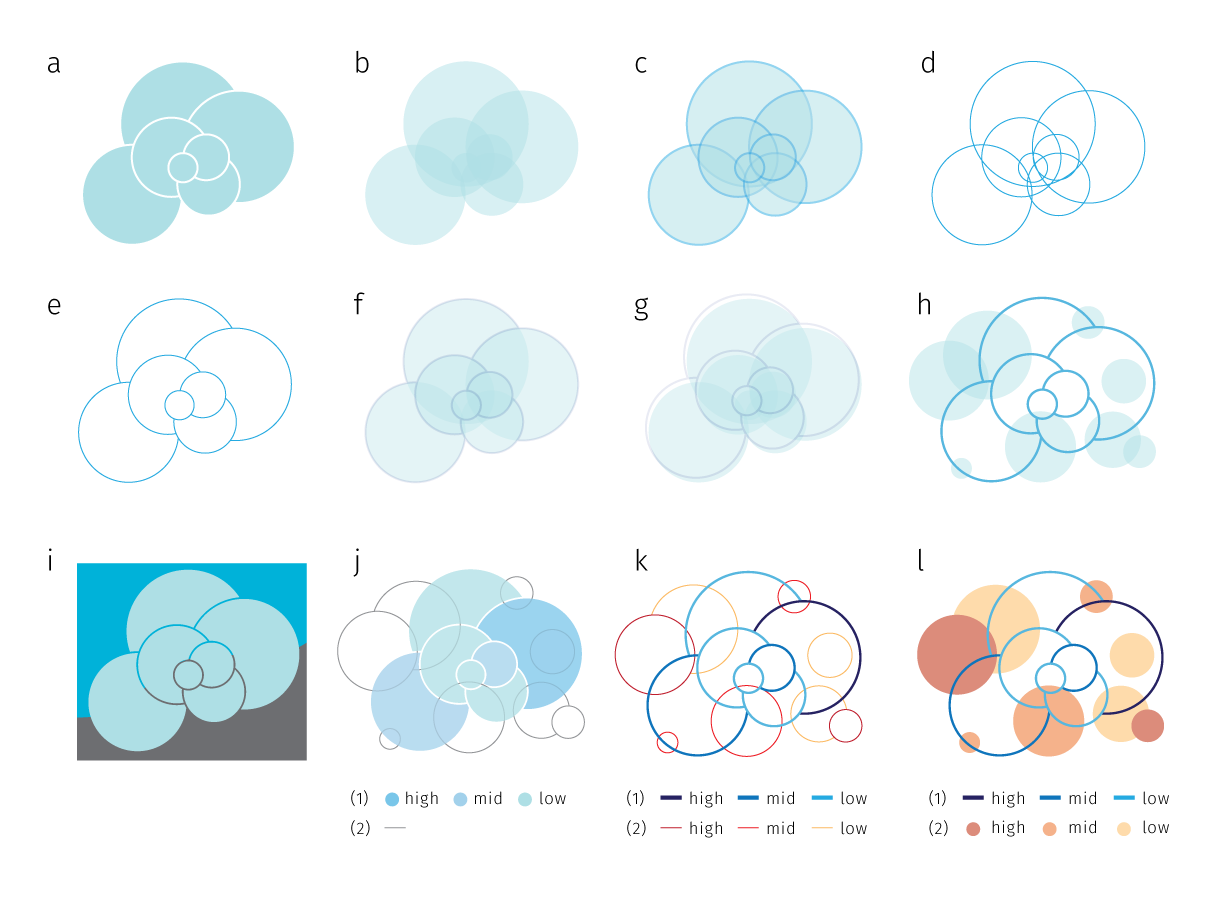 a b c d
e f g h
i j k l
(1) high mid low (1) high mid low (1) high mid low
(2) (2) high mid low (2) high mid low